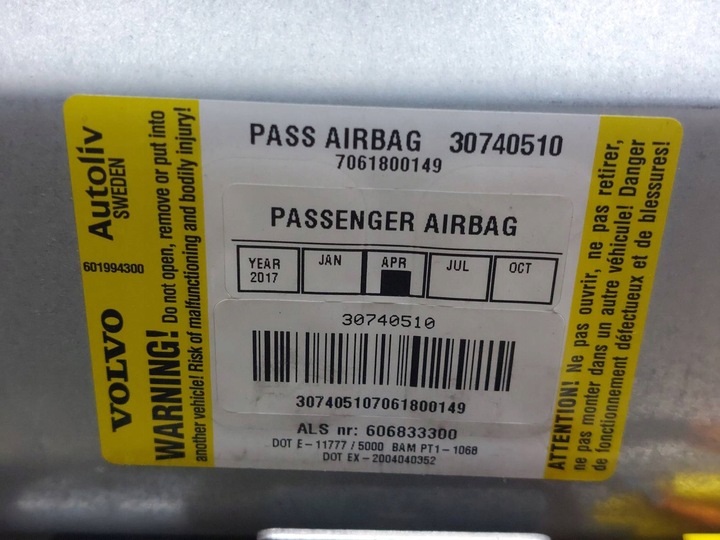 VOLVO Autoliv
601994300 SWEDEN
WARNING! Do not open, remove or put into
another vehicle! Risk of malfunctioning and bodily injury!
PASS AIRBAG 30740510
7061800149
PASSENGER AIRBAG
YEAR 2017 JAN APR JUL OCT
30740510
307405107061800149
ALS nr: 606833300
DOT E-11777 / 5000 BAM PT1-1068
DOT EX-2004040352
ATTENTION! Ne pas ouvrir, ne pas retirer,
ne pas monter dans un autre véhicule! Danger
de fonctionnement défectueux et de blessures!